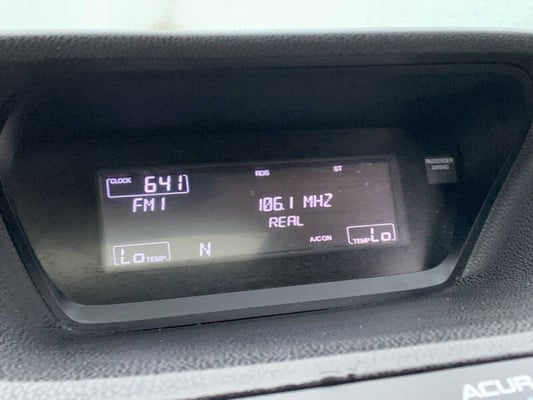 CLOCK 641 RDS ST
PASSENGER
AIRBAG
FM1 106.1 MHZ
REAL
Lo TEMP N A/CON TEMP Lo
ACUR